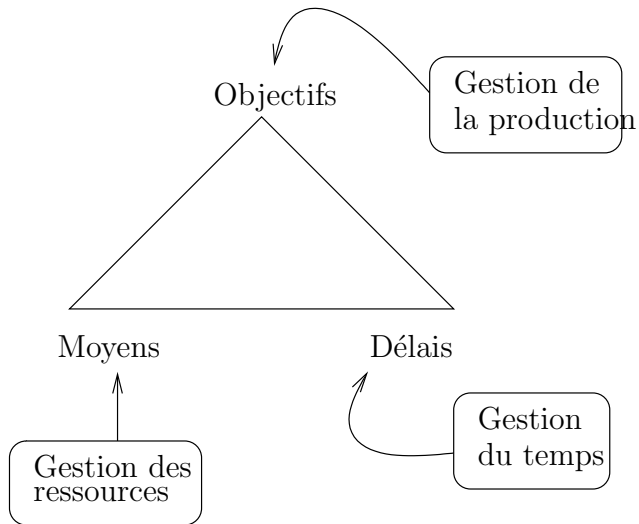 Gestion de
la production
Objectifs
Moyens
Délais
Gestion
du temps
Gestion des
ressources